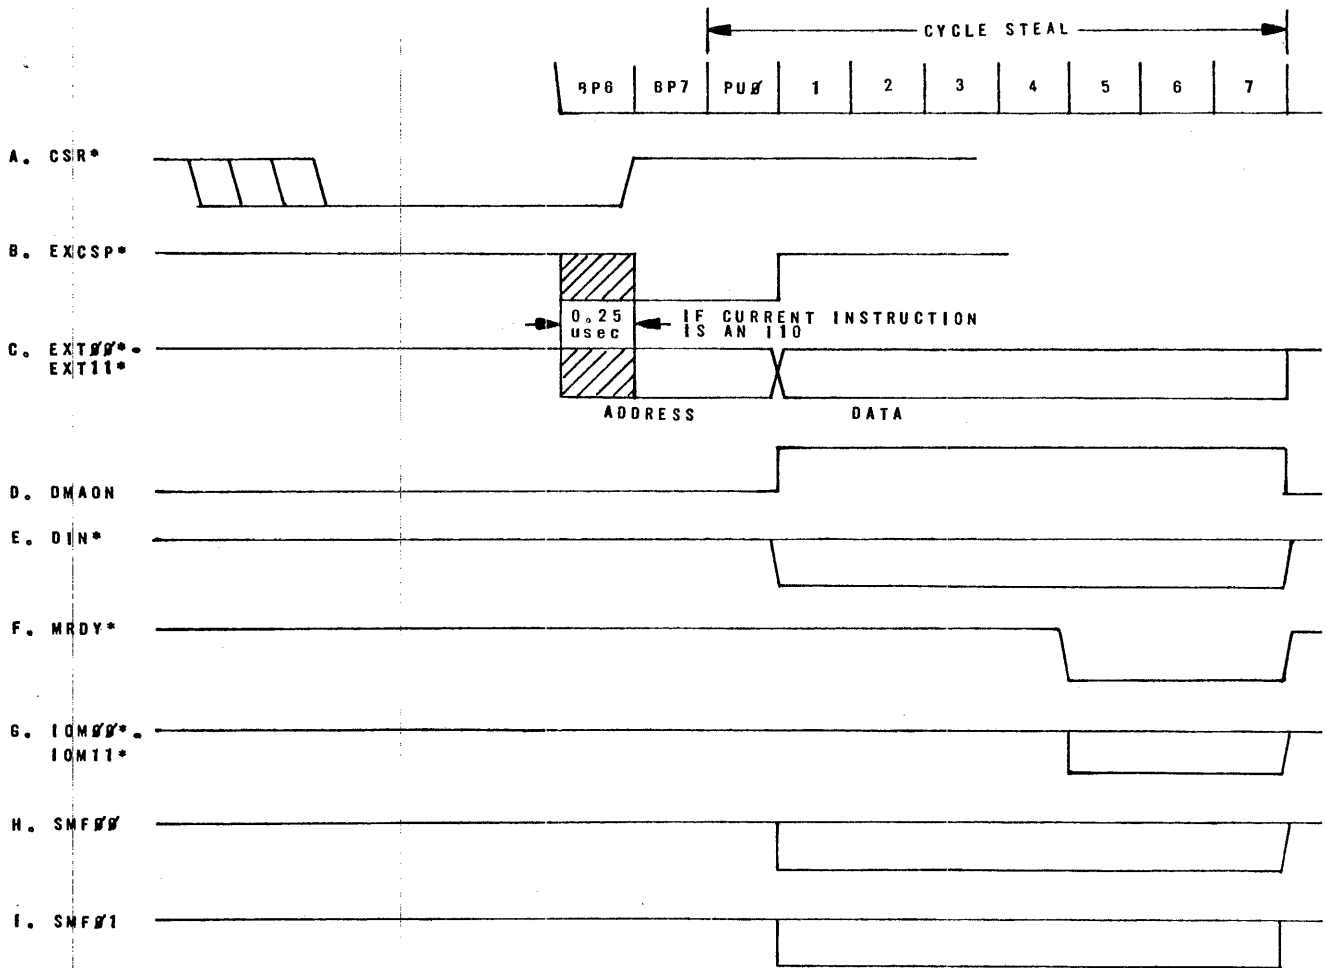 CYCLE STEAL
BP6 BP7 PUØ 1 2 3 4 5 6 7
A. CSR*
B. EXCSP*
0.25 usec
IF CURRENT INSTRUCTION
IS AN I10
C. EXTØØ*-
EXT11*
ADDRESS DATA
D. DMAON
E. DIN*
F. MRDY*
G. IOMØØ*-
IOM11*
H. SMFØØ
I. SMFØ1